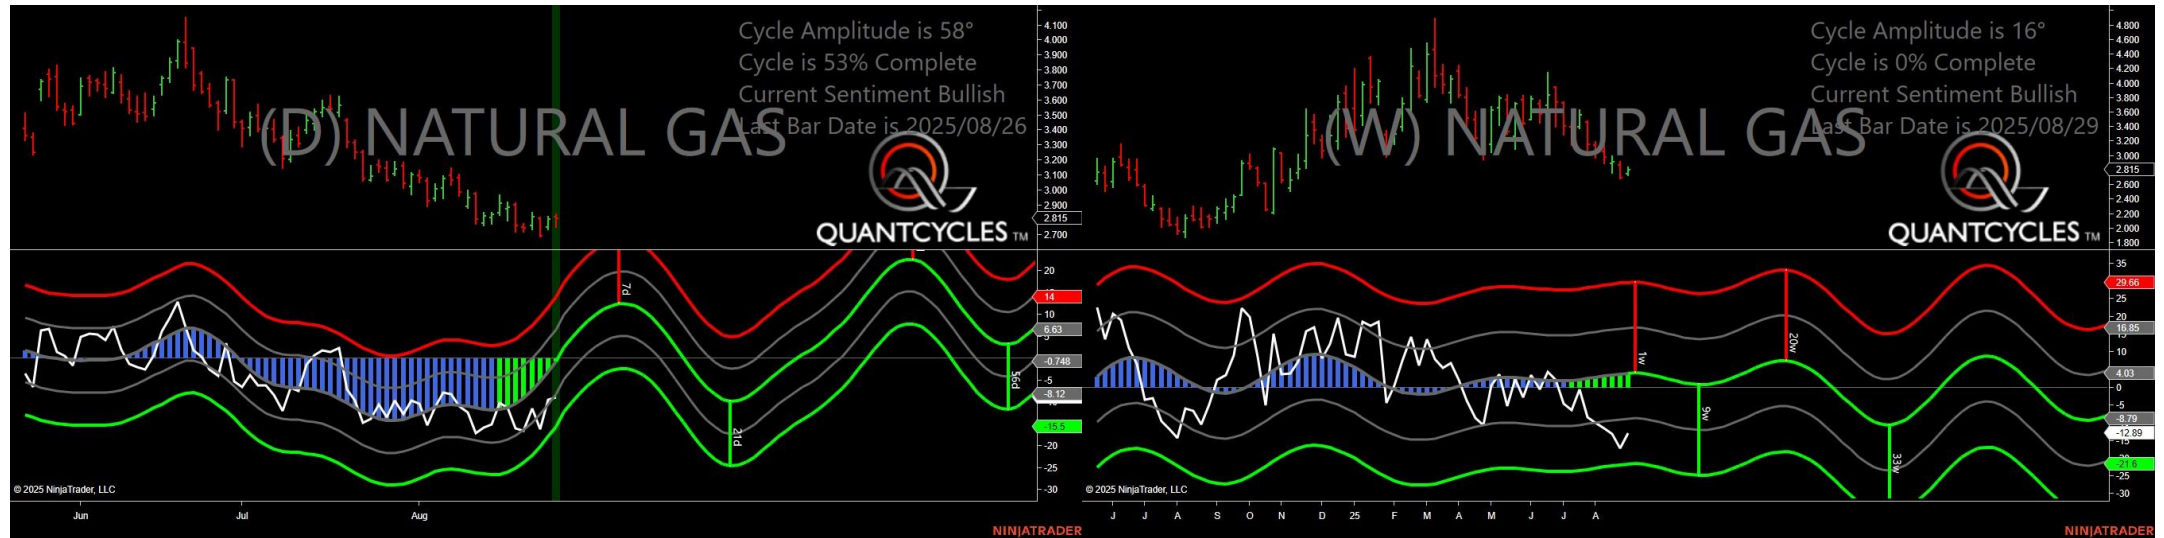 Cycle Amplitude is 58°
Cycle is 53% Complete
Current Sentiment Bullish
Last Bar Date is 2025/08/26
(D) NATURAL GAS
QUANTCYCLES TM
4.100
4.000
3.900
3.800
3.700
3.600
3.500
3.400
3.300
3.200
3.100
3.000
2.900
2.815
2.700
20
14
10
6.63
-0.748
-5
-8.12
-15.5
-20
-25
-30
7d
21d
56d
© 2025 NinjaTrader, LLC
Jun Jul Aug
NINJATRADER
Cycle Amplitude is 16°
Cycle is 0% Complete
Current Sentiment Bullish
Last Bar Date is 2025/08/29
(W) NATURAL GAS
QUANTCYCLES TM
4.800
4.600
4.400
4.200
4.000
3.800
3.600
3.400
3.200
3.000
2.815
2.600
2.400
2.200
2.000
1.800
35
29.66
25
20
16.85
10
4.03
0
-5
-8.79
-12.89
-21.6
-25
-30
1w
9w
20w
33w
© 2025 NinjaTrader, LLC
J J A S O N D 25 F M A M J J A
NINJATRADER